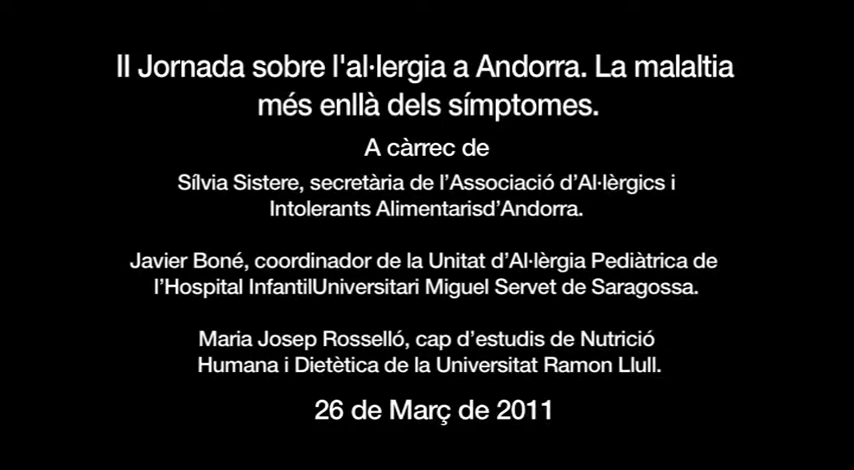 II Jornada sobre l'al·lergia a Andorra. La malaltia
més enllà dels símptomes.
A càrrec de
Sílvia Sistere, secretària de l’Associació d’Al·lèrgics i
Intolerants Alimentarisd’Andorra.
Javier Boné, coordinador de la Unitat d’Al·lèrgia Pediàtrica de
l’Hospital InfantilUniversitari Miguel Servet de Saragossa.
Maria Josep Rosselló, cap d’estudis de Nutrició
Humana i Dietètica de la Universitat Ramon Llull.
26 de Març de 2011